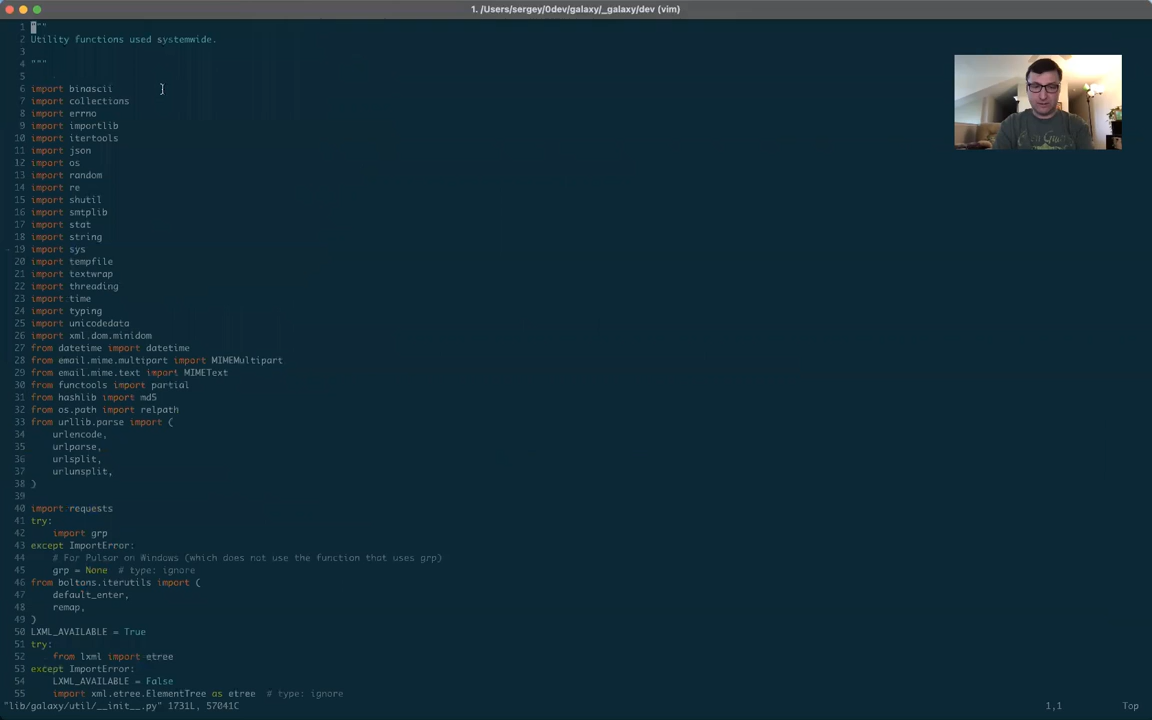 1. /Users/sergey/0dev/galaxy/_galaxy/dev (vim)
1 """
2 Utility functions used systemwide.
3
4 """
5
6 import binascii
7 import collections
8 import errno
9 import importlib
10 import itertools
11 import json
12 import os
13 import random
14 import re
15 import shutil
16 import smtplib
17 import stat
18 import string
19 import sys
20 import tempfile
21 import textwrap
22 import threading
23 import time
24 import typing
25 import unicodedata
26 import xml.dom.minidom
27 from datetime import datetime
28 from email.mime.multipart import MIMEMultipart
29 from email.mime.text import MIMEText
30 from functools import partial
31 from hashlib import md5
32 from os.path import relpath
33 from urllib.parse import (
34     urlencode,
35     urlparse,
36     urlsplit,
37     urlunsplit,
38 )
39
40 import requests
41 try:
42     import grp
43 except ImportError:
44     # For Pulsar on Windows (which does not use the function that uses grp)
45     grp = None  # type: ignore
46 from boltons.iterutils import (
47     default_enter,
48     remap,
49 )
50 LXML_AVAILABLE = True
51 try:
52     from lxml import etree
53 except ImportError:
54     LXML_AVAILABLE = False
55     import xml.etree.ElementTree as etree  # type: ignore
"lib/galaxy/util/__init__.py" 1731L, 57041C 1,1 Top